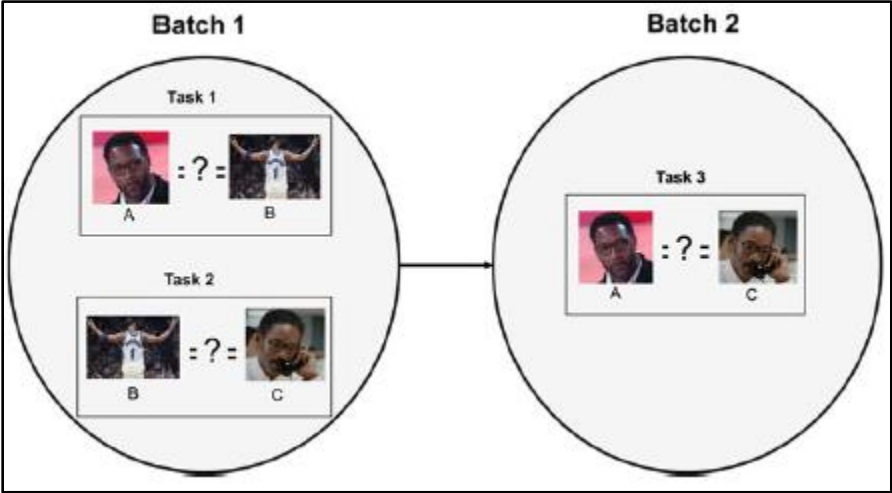 Batch 1
Batch 2
Task 1
= ? =
A
B
Task 2
= ? =
B
C
Task 3
= ? =
A
C